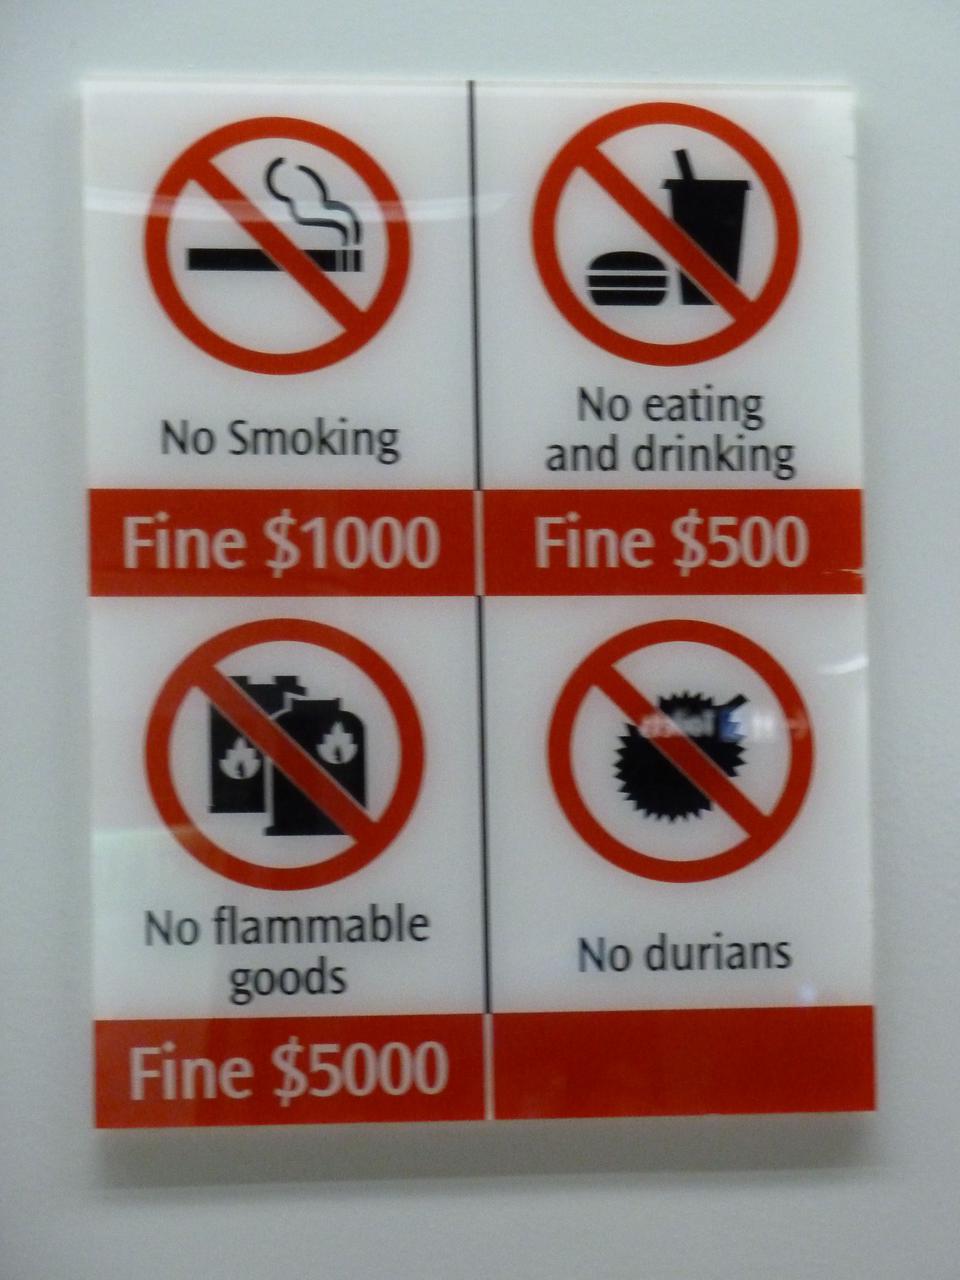 No Smoking
Fine $1000
No eating
and drinking
Fine $500
No flammable
goods
Fine $5000
No durians